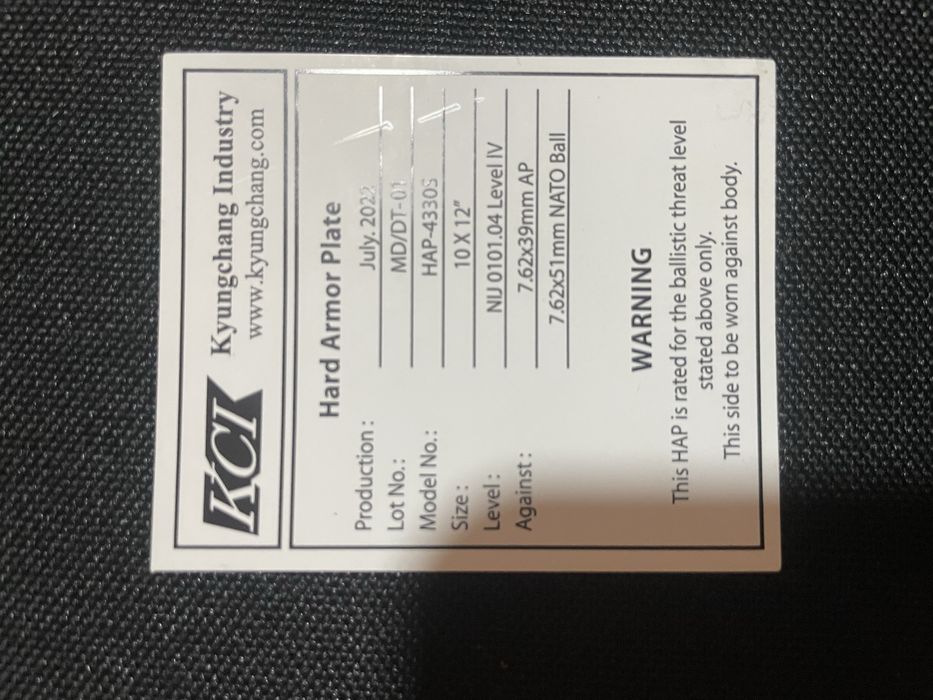 KCI Kyungchang Industry
www.kyungchang.com
Hard Armor Plate
Production : July. 2022
Lot No. : MD/DT-01
Model No. : HAP-4330S
Size : 10 X 12"
Level : NIJ 0101.04 Level IV
Against : 7.62x39mm AP
7.62x51mm NATO Ball
WARNING
This HAP is rated for the ballistic threat level
stated above only.
This side to be worn against body.